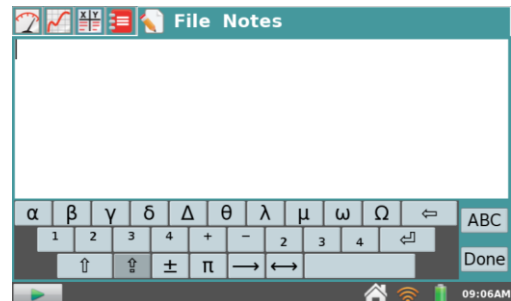 X Y
File Notes
α β γ δ Δ θ λ μ ω Ω ⇦ ABC
1 2 3 4 + − 2 3 4 ⏎
⇧ ⇪ ± π ⟶ ⟷ Done
09:06AM